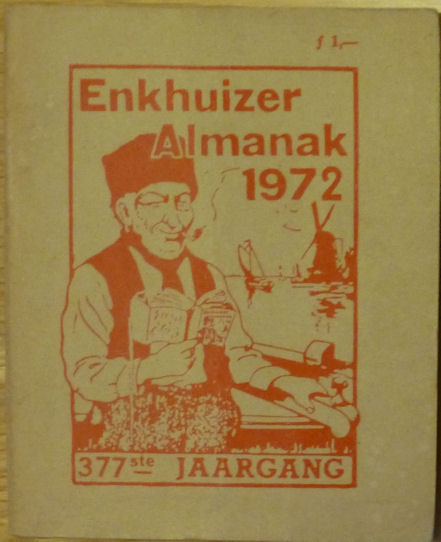 ƒ 1,—
Enkhuizer
Almanak
1972
377ste JAARGANG